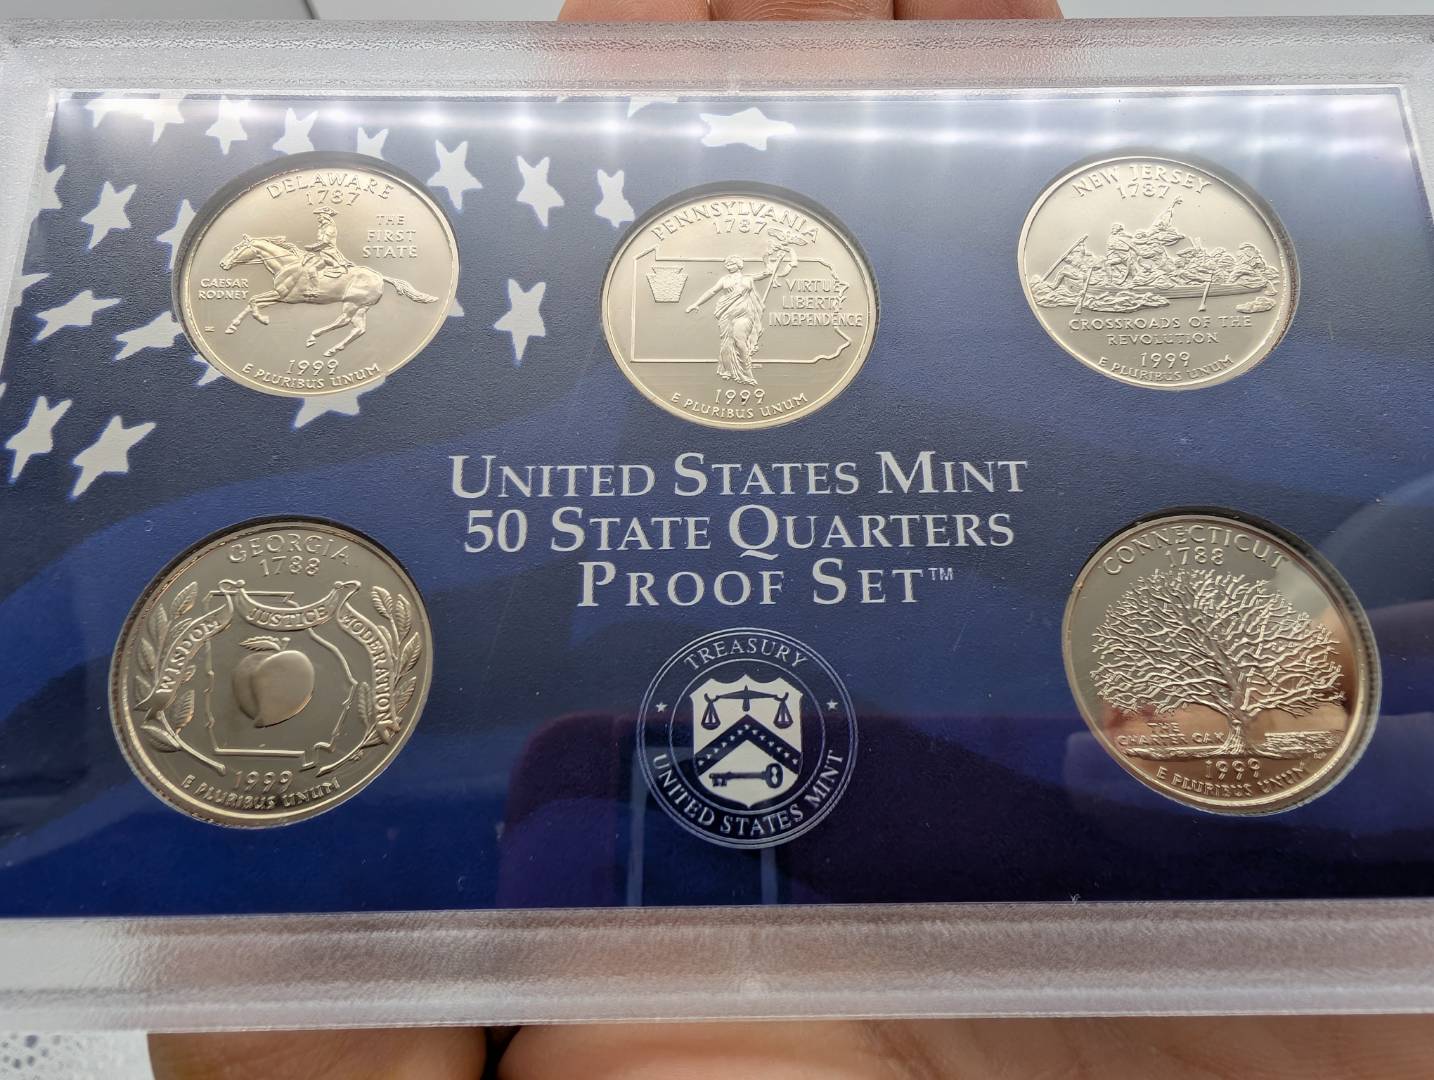 DELAWARE
1787
THE
FIRST
STATE
CAESAR
RODNEY
1999
E PLURIBUS UNUM
PENNSYLVANIA
1787
VIRTUE
LIBERTY
INDEPENDENCE
1999
E PLURIBUS UNUM
NEW JERSEY
1787
CROSSROADS OF THE
REVOLUTION
1999
E PLURIBUS UNUM
UNITED STATES MINT
50 STATE QUARTERS
PROOF SET™
GEORGIA
1788
WISDOM JUSTICE MODERATION
1999
E PLURIBUS UNUM
TREASURY
UNITED STATES MINT
CONNECTICUT
1788
THE
CHARTER OAK
1999
E PLURIBUS UNUM